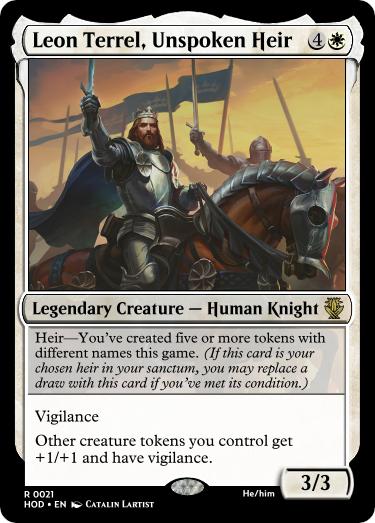 Leon Terrel, Unspoken Heir 4
Legendary Creature — Human Knight
Heir—You've created five or more tokens with
different names this game. (If this card is your
chosen heir in your sanctum, you may replace a
draw with this card if you've met its condition.)
Vigilance
Other creature tokens you control get
+1/+1 and have vigilance.
3/3
R 0021
HOD • EN Catalin Lartist
He/him